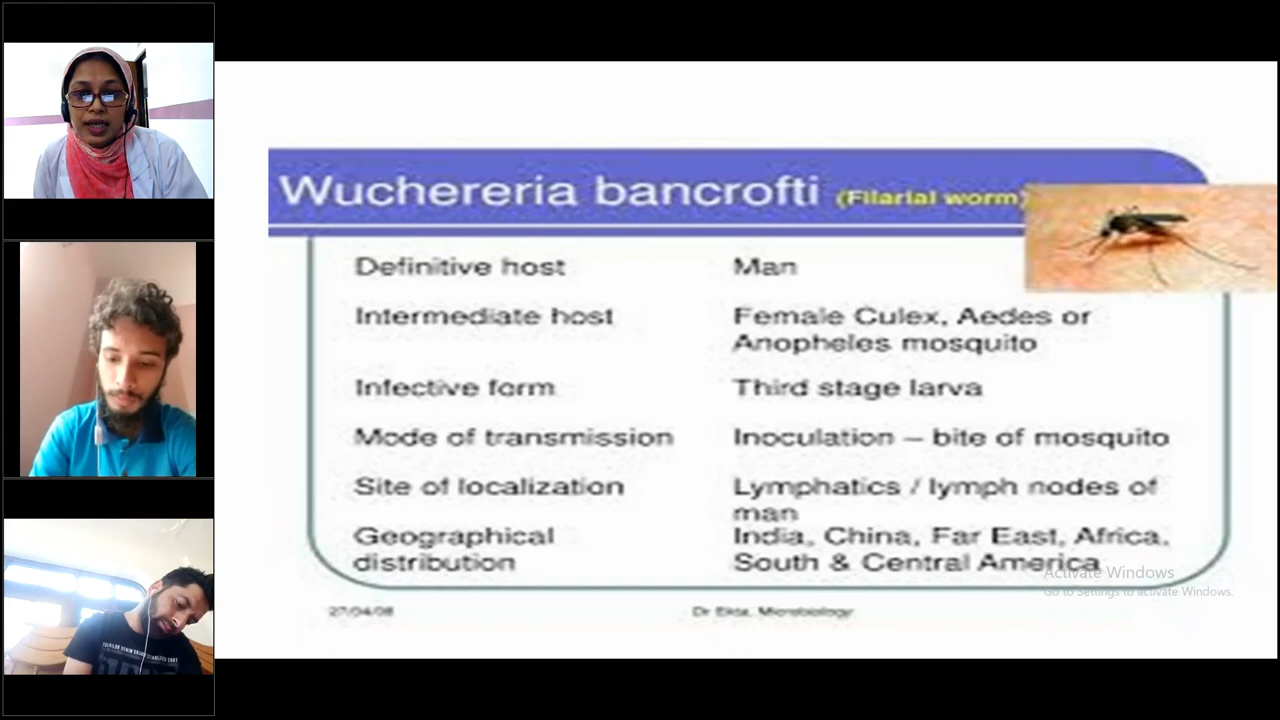 Wuchereria bancrofti (Filarial worm)
Definitive host Man
Intermediate host Female Culex, Aedes or
Anopheles mosquito
Infective form Third stage larva
Mode of transmission Inoculation – bite of mosquito
Site of localization Lymphatics / lymph nodes of
man
Geographical India, China, Far East, Africa,
distribution South & Central America
Activate Windows
Go to Settings to activate Windows.
27/04/08 Dr Ekta, Microbiology